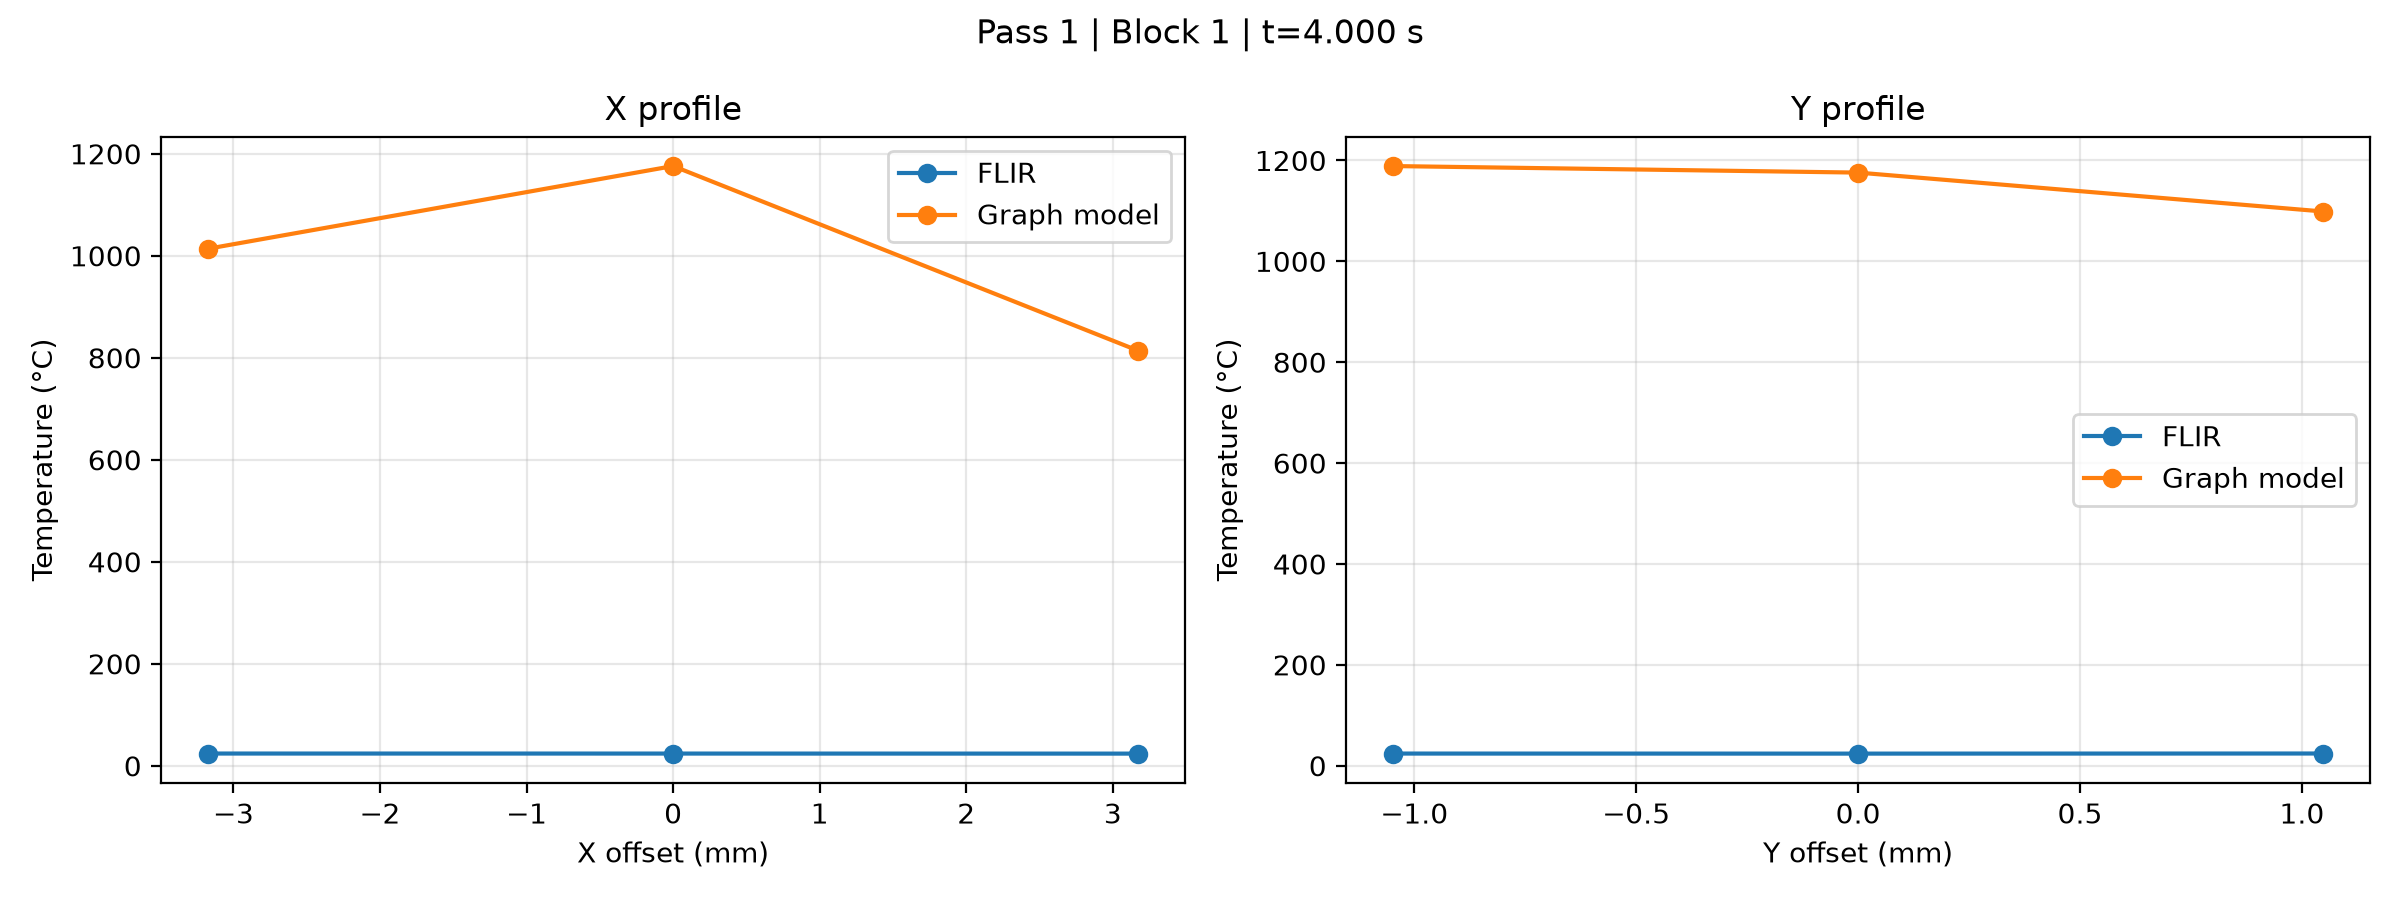 Pass 1 | Block 1 | t=4.000 s
X profile
Temperature (°C)
1200
1000
800
600
400
200
0
−3
−2
−1
0
1
2
3
X offset (mm)
FLIR
Graph model
Y profile
Temperature (°C)
1200
1000
800
600
400
200
0
−1.0
−0.5
0.0
0.5
1.0
Y offset (mm)
FLIR
Graph model